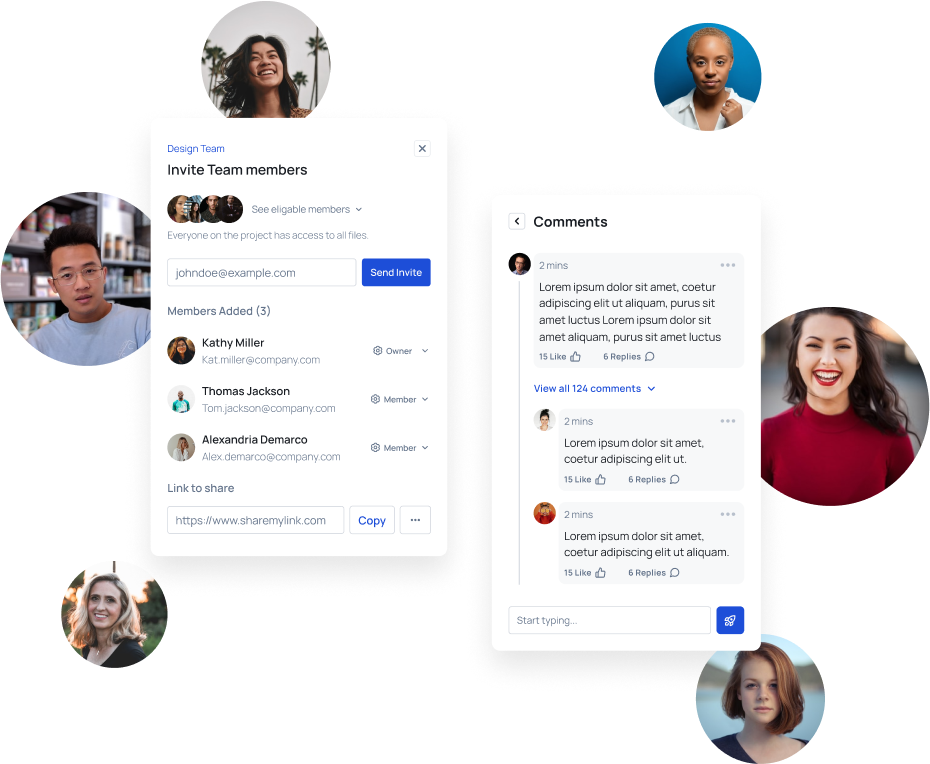 Design Team
Invite Team members
See eligable members
Everyone on the project has access to all files.
johndoe@example.com
Send Invite
Members Added (3)
Kathy Miller
Kat.miller@company.com
Owner
Thomas Jackson
Tom.jackson@company.com
Member
Alexandria Demarco
Alex.demarco@company.com
Member
Link to share
https://www.sharemylink.com
Copy
Comments
2 mins
Lorem ipsum dolor sit amet, coetur
adipiscing elit ut aliquam, purus sit
amet luctus Lorem ipsum dolor sit
amet aliquam, purus sit amet luctus
15 Like 6 Replies
View all 124 comments
2 mins
Lorem ipsum dolor sit amet,
coetur adipiscing elit ut.
15 Like 6 Replies
2 mins
Lorem ipsum dolor sit amet,
coetur adipiscing elit ut aliquam.
15 Like 6 Replies
Start typing...